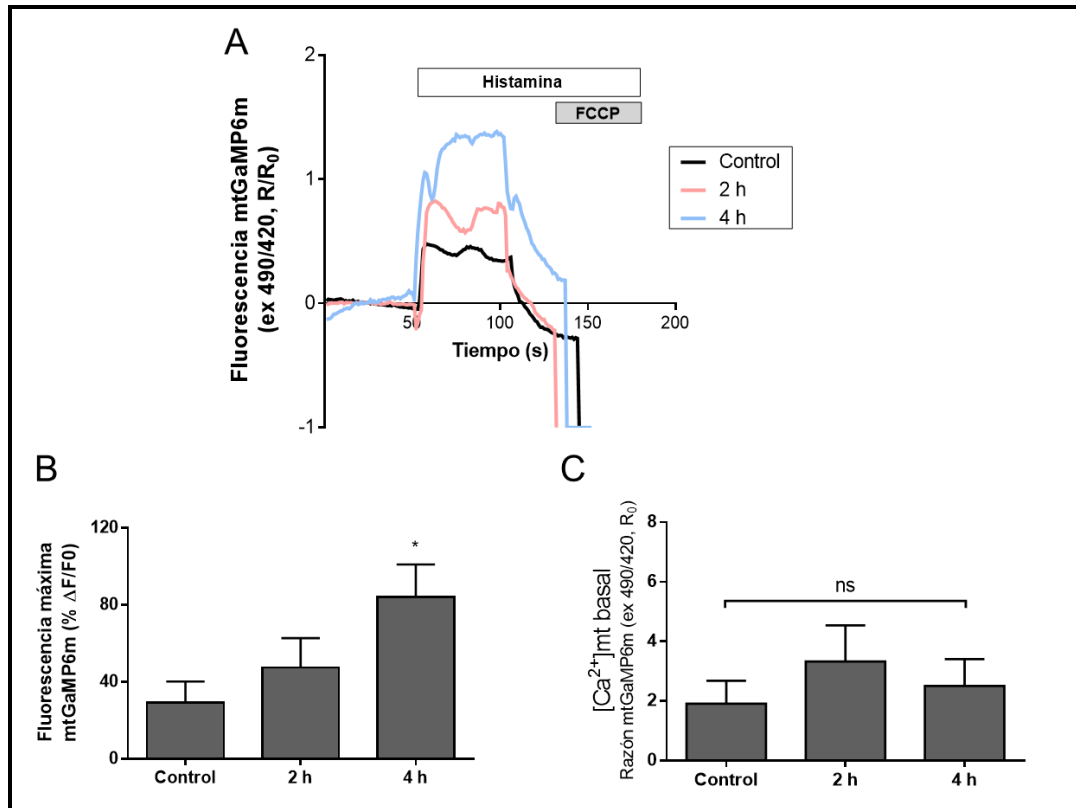 A
2
1
0
-1
Fluorescencia mtGaMP6m
(ex 490/420, R/R₀)
Histamina
FCCP
Control
2 h
4 h
50
100
150
200
Tiempo (s)
B
120
80
40
0
Fluorescencia máxima
mtGaMP6m (% ΔF/F0)
*
Control
2 h
4 h
C
8
6
4
2
0
[Ca²⁺]mt basal
Razón mtGaMP6m (ex 490/420, R₀)
ns
Control
2 h
4 h